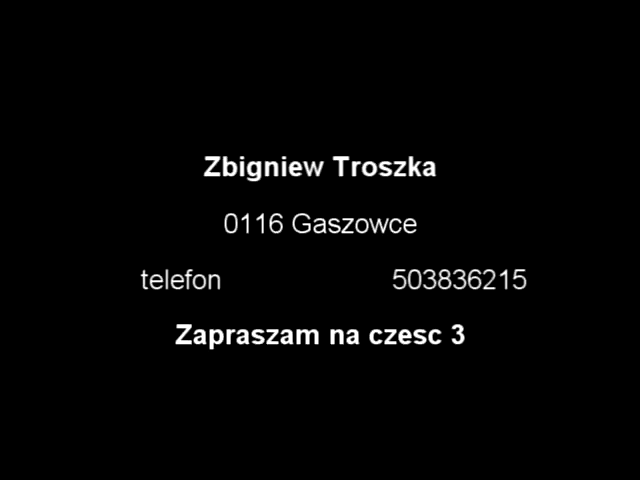 Zbigniew Troszka
0116 Gaszowce
telefon 503836215
Zapraszam na czesc 3